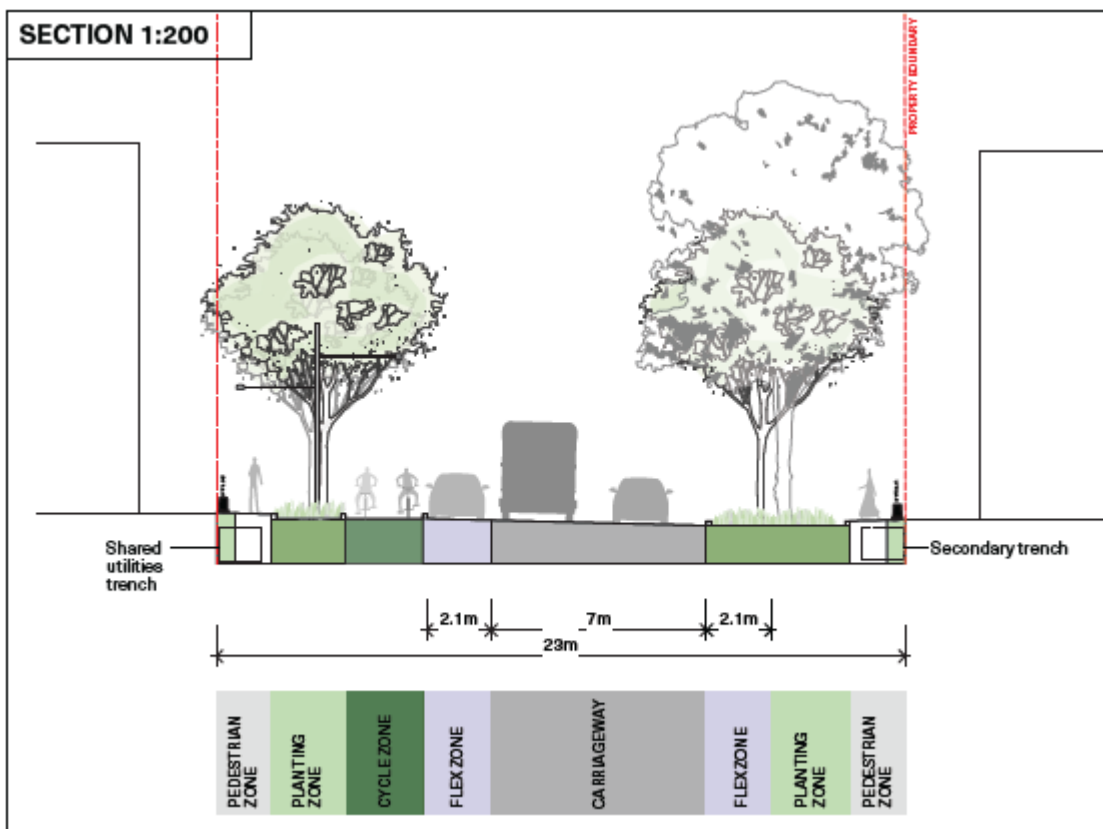 SECTION 1:200
PROPERTY BOUNDARY
Shared
utilities
trench
Secondary trench
2.1m
7m
2.1m
23m
PEDESTRIAN
ZONE
PLANTING
ZONE
CYCLE ZONE
FLEX ZONE
CARRIAGEWAY
FLEX ZONE
PLANTING
ZONE
PEDESTRIAN
ZONE